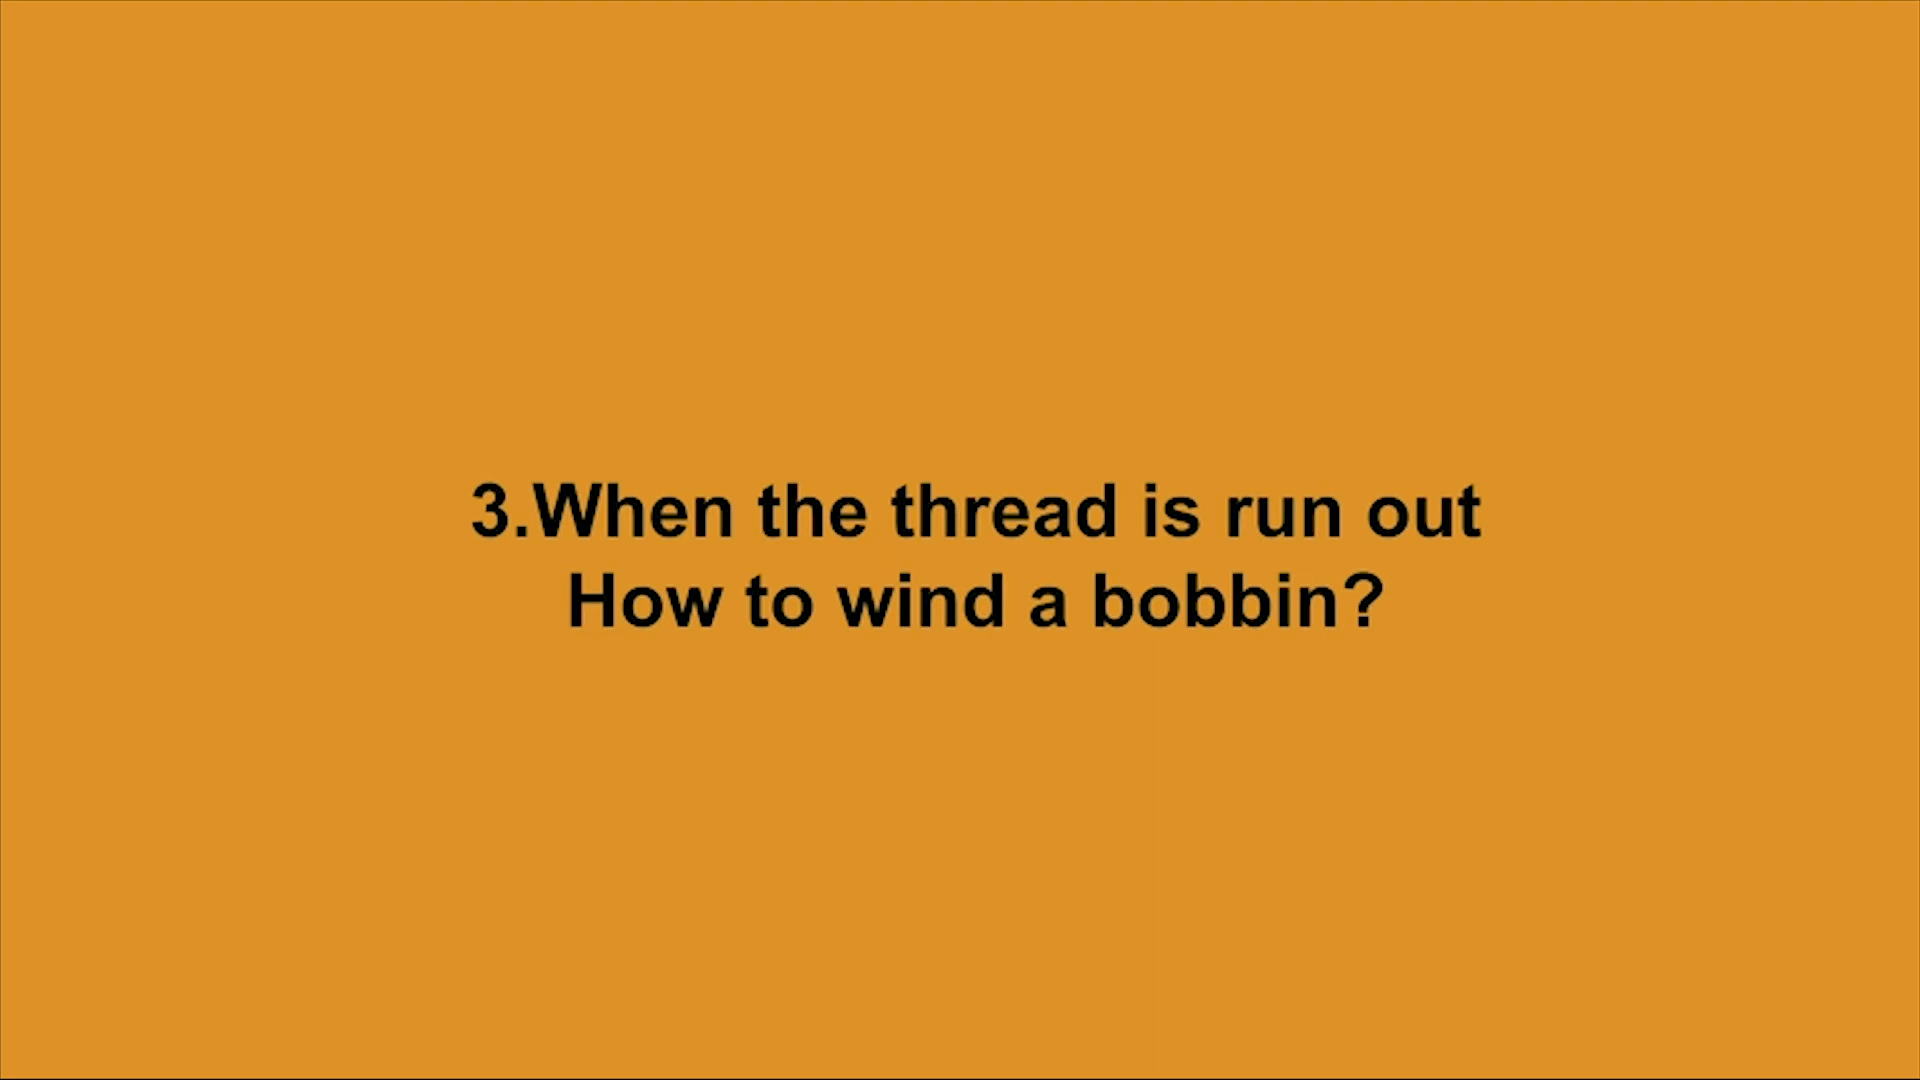 3.When the thread is run out
How to wind a bobbin?